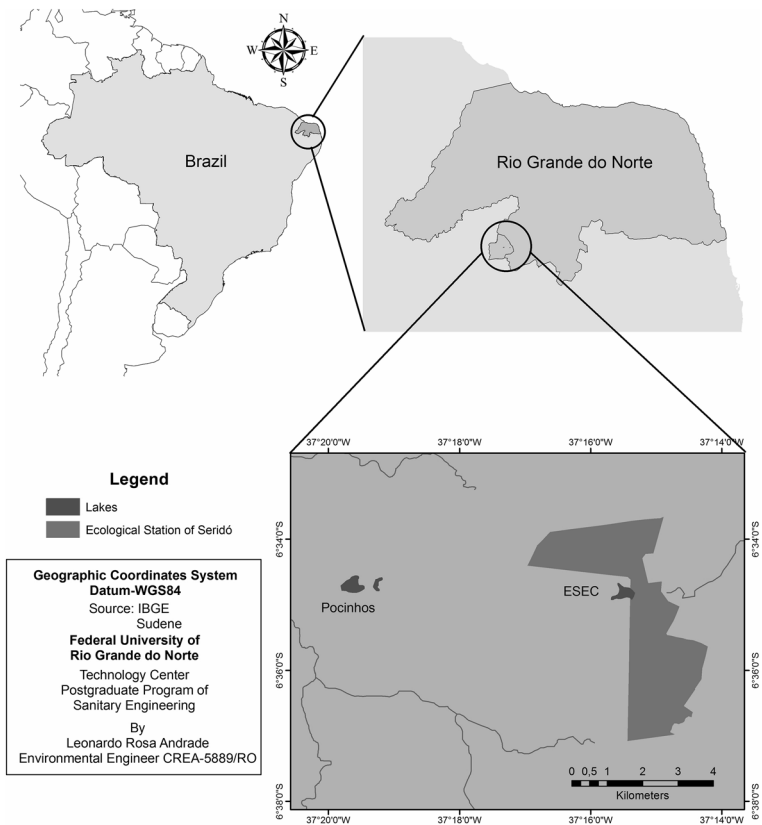 N
W E
S
Brazil
Rio Grande do Norte
37°20'0"W 37°18'0"W 37°16'0"W 37°14'0"W
Legend
Lakes
Ecological Station of Seridó
6°34'0"S 6°34'0"S
Geographic Coordinates System
Datum-WGS84
Source: IBGE
Sudene
Federal University of
Rio Grande do Norte
Technology Center
Postgraduate Program of
Sanitary Engineering
By
Leonardo Rosa Andrade
Environmental Engineer CREA-5889/RO
Pocinhos
ESEC
6°36'0"S 6°36'0"S
0 0,5 1 2 3 4
Kilometers
6°38'0"S 6°38'0"S
37°20'0"W 37°18'0"W 37°16'0"W 37°14'0"W